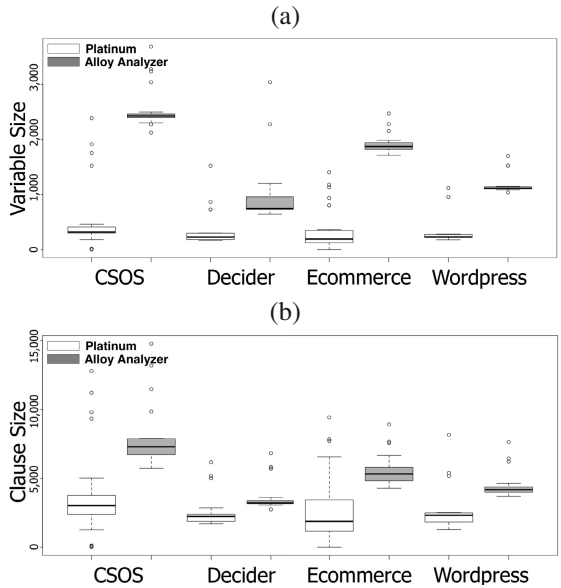 (a)
Variable Size
3,000
2,000
1,000
0
Platinum
Alloy Analyzer
CSOS Decider Ecommerce Wordpress
(b)
Clause Size
15,000
10,000
5,000
0
Platinum
Alloy Analyzer
CSOS Decider Ecommerce Wordpress